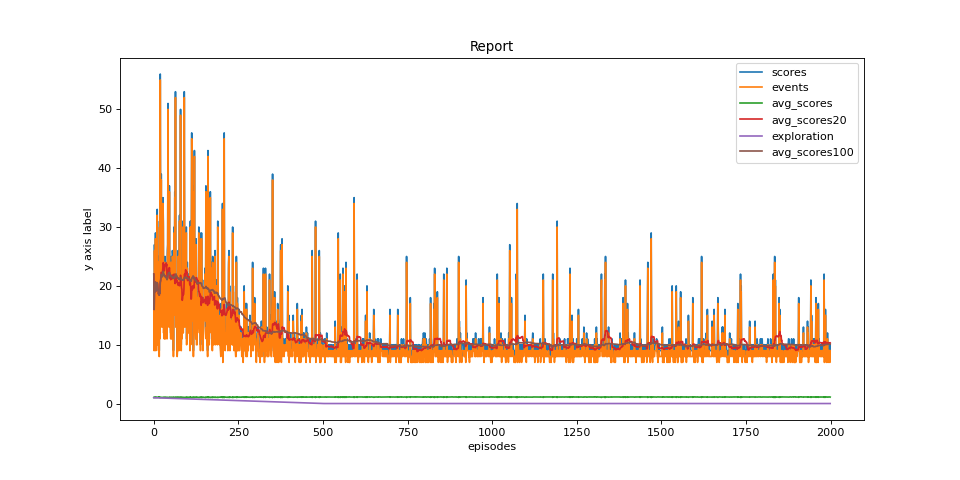 Report
scores
events
avg_scores
avg_scores20
exploration
avg_scores100
y axis label
50
40
30
20
10
0
0 250 500 750 1000 1250 1500 1750 2000
episodes